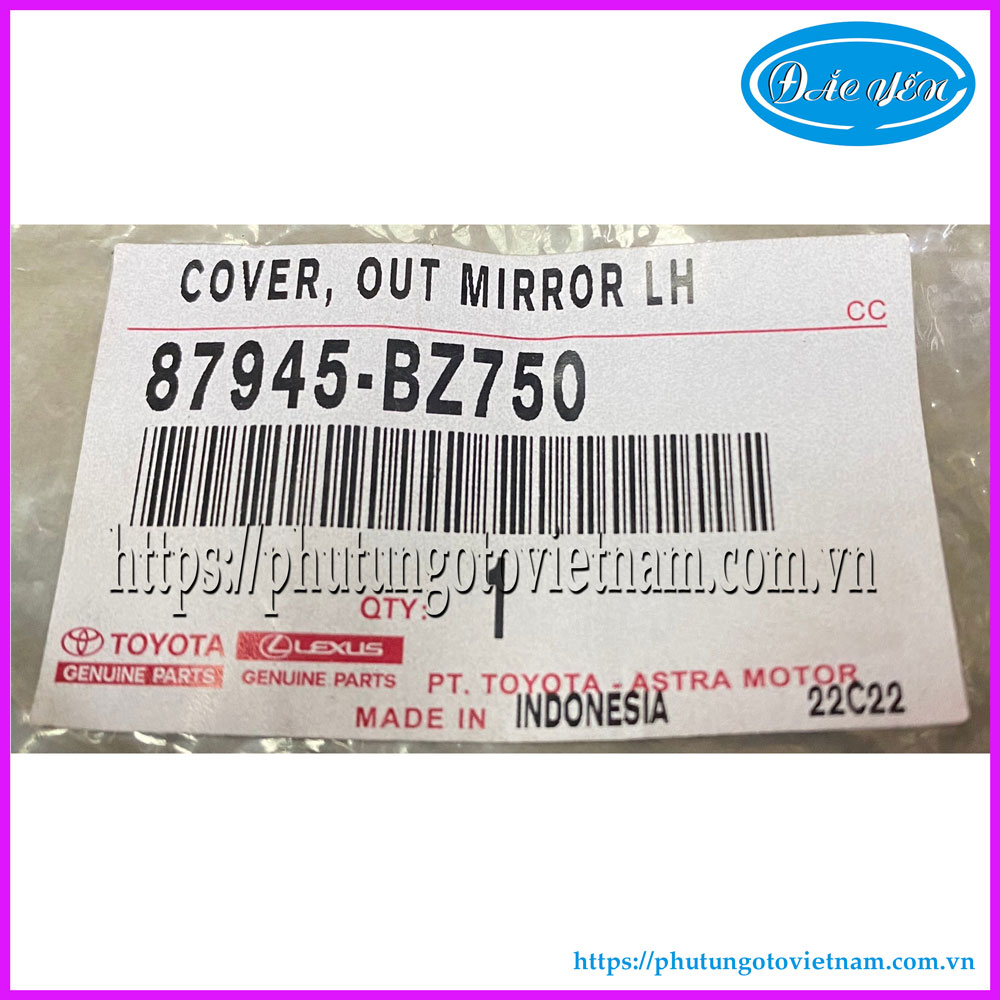 ĐẮC YẾN
COVER, OUT MIRROR LH
CC
87945-BZ750
https://phutungotovietnam.com.vn
QTY: 1
TOYOTA LEXUS
GENUINE PARTS GENUINE PARTS
PT. TOYOTA - ASTRA MOTOR
MADE IN INDONESIA 22C22
https://phutungotovietnam.com.vn